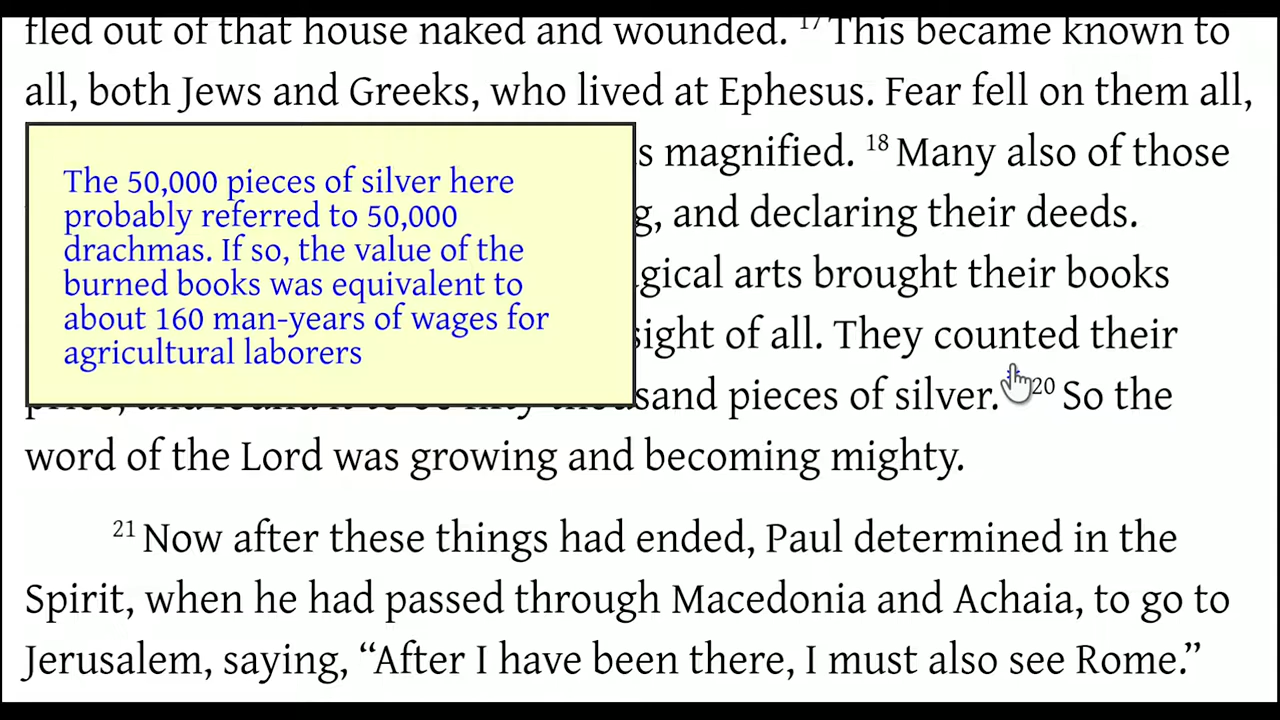 fled out of that house naked and wounded. 17 This became known to
all, both Jews and Greeks, who lived at Ephesus. Fear fell on them all,
s magnified. 18 Many also of those
g, and declaring their deeds.
gical arts brought their books
sight of all. They counted their
sand pieces of silver. 20 So the
word of the Lord was growing and becoming mighty.
The 50,000 pieces of silver here
probably referred to 50,000
drachmas. If so, the value of the
burned books was equivalent to
about 160 man-years of wages for
agricultural laborers
21 Now after these things had ended, Paul determined in the
Spirit, when he had passed through Macedonia and Achaia, to go to
Jerusalem, saying, “After I have been there, I must also see Rome.”